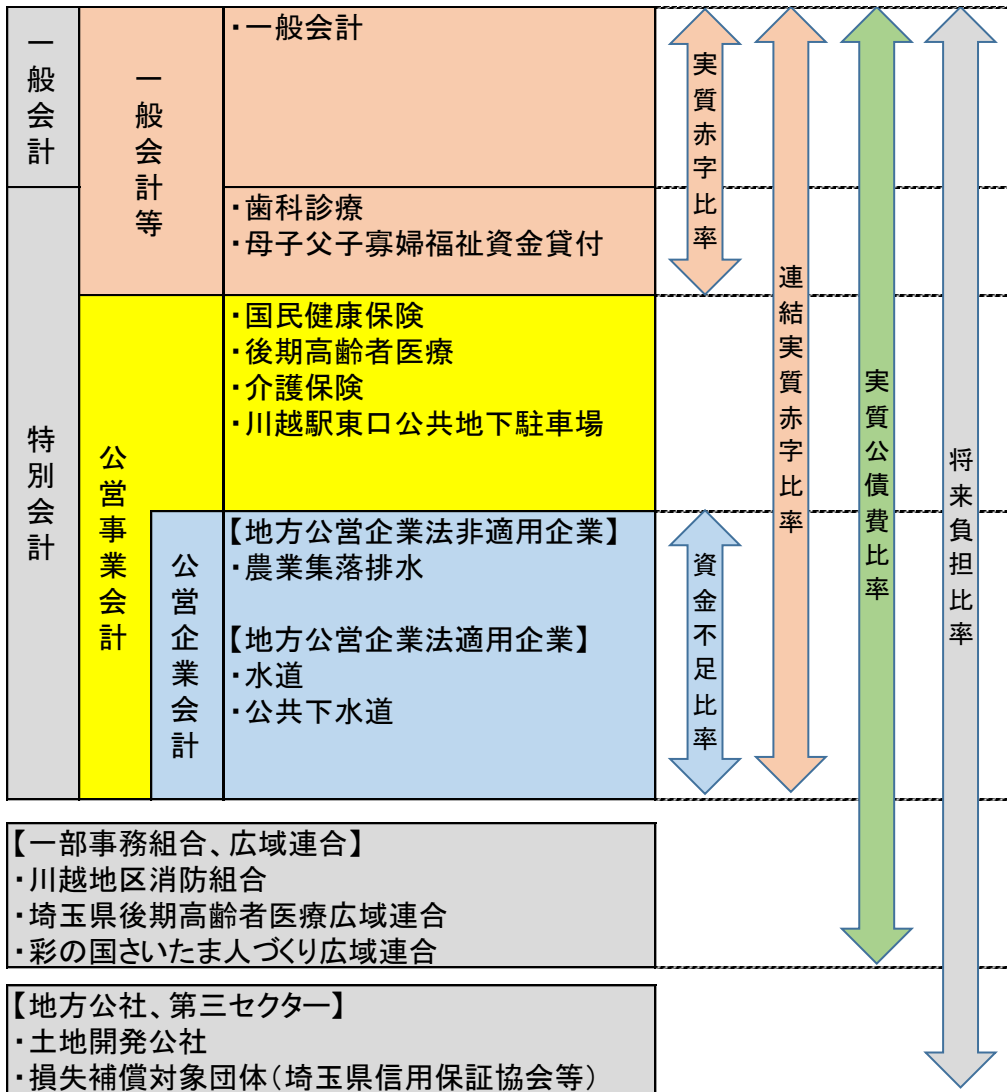 一般会計
一般会計等
・一般会計
・歯科診療
・母子父子寡婦福祉資金貸付
特別会計
公営事業会計
・国民健康保険
・後期高齢者医療
・介護保険
・川越駅東口公共地下駐車場
公営企業会計
【地方公営企業法非適用企業】
・農業集落排水
【地方公営企業法適用企業】
・水道
・公共下水道
実質赤字比率
資金不足比率
連結実質赤字比率
実質公債費比率
将来負担比率
【一部事務組合、広域連合】
・川越地区消防組合
・埼玉県後期高齢者医療広域連合
・彩の国さいたま人づくり広域連合
【地方公社、第三セクター】
・土地開発公社
・損失補償対象団体（埼玉県信用保証協会等）